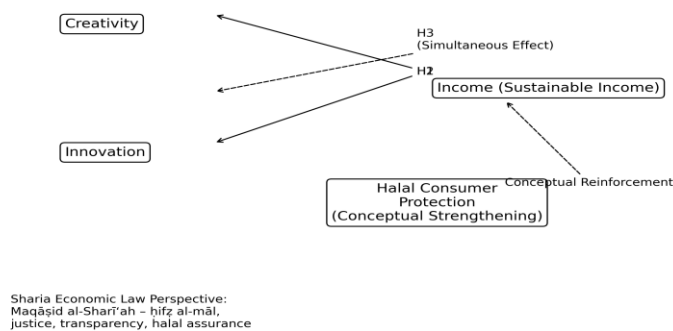 Creativity
H3
(Simultaneous Effect)
Income (Sustainable Income)
Innovation
Conceptual Reinforcement
Halal Consumer
Protection
(Conceptual Strengthening)
Sharia Economic Law Perspective:
Maqāṣid al-Sharī‘ah – ḥifẓ al-māl,
justice, transparency, halal assurance